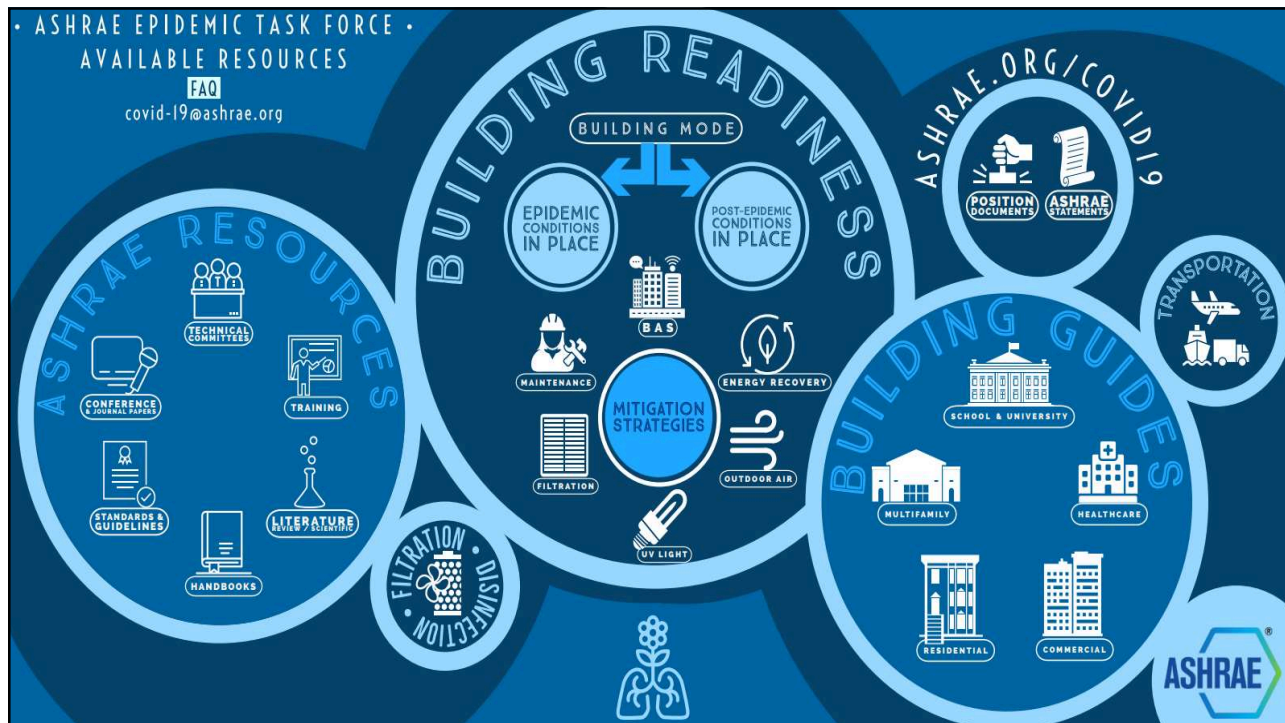 • ASHRAE EPIDEMIC TASK FORCE •
AVAILABLE RESOURCES
FAQ
covid-19@ashrae.org
BUILDING READINESS
BUILDING MODE
EPIDEMIC
CONDITIONS
IN PLACE
POST-EPIDEMIC
CONDITIONS
IN PLACE
BAS
MAINTENANCE
ENERGY RECOVERY
MITIGATION
STRATEGIES
FILTRATION
OUTDOOR AIR
UV LIGHT
ASHRAE RESOURCES
TECHNICAL
COMMITTEES
CONFERENCE
& JOURNAL PAPERS
TRAINING
STANDARDS &
GUIDELINES
LITERATURE
REVIEW / SCIENTIFIC
HANDBOOKS
FILTRATION • DISINFECTION •
ASHRAE.ORG/COVID19
POSITION
DOCUMENTS
ASHRAE
STATEMENTS
TRANSPORTATION
BUILDING GUIDES
SCHOOL & UNIVERSITY
MULTIFAMILY
HEALTHCARE
RESIDENTIAL
COMMERCIAL
ASHRAE®